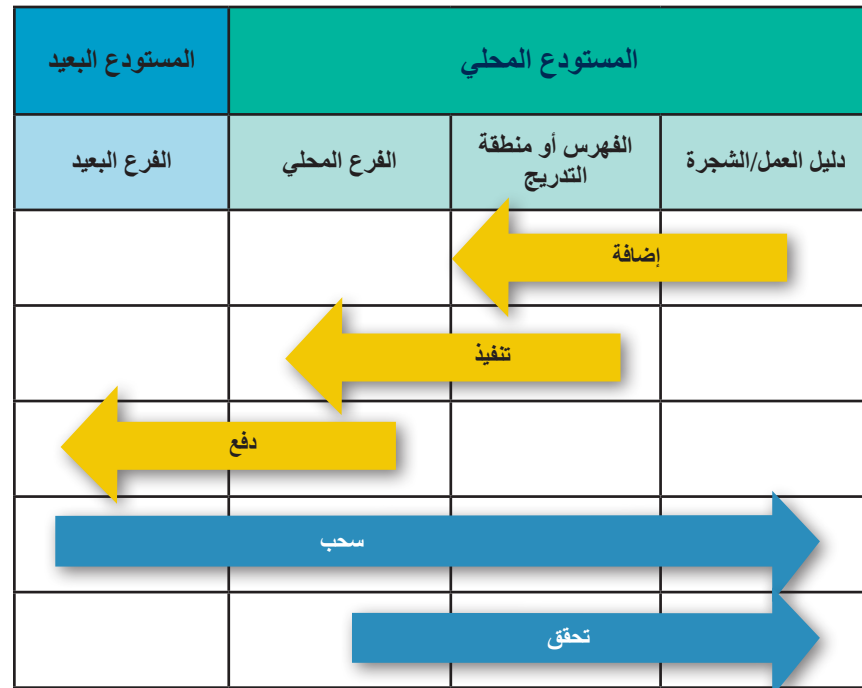 المستودع المحلي
المستودع البعيد
دليل العمل/الشجرة
الفهرس أو منطقة
التدريج
الفرع المحلي
الفرع البعيد
إضافة
تنفيذ
دفع
سحب
تحقق